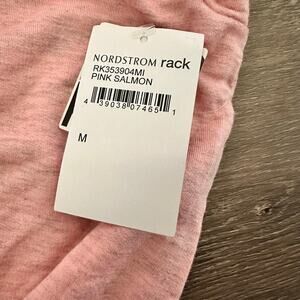 NORDSTROM rack
RK353904MI
PINK SALMON
4 39038 07465 1
M